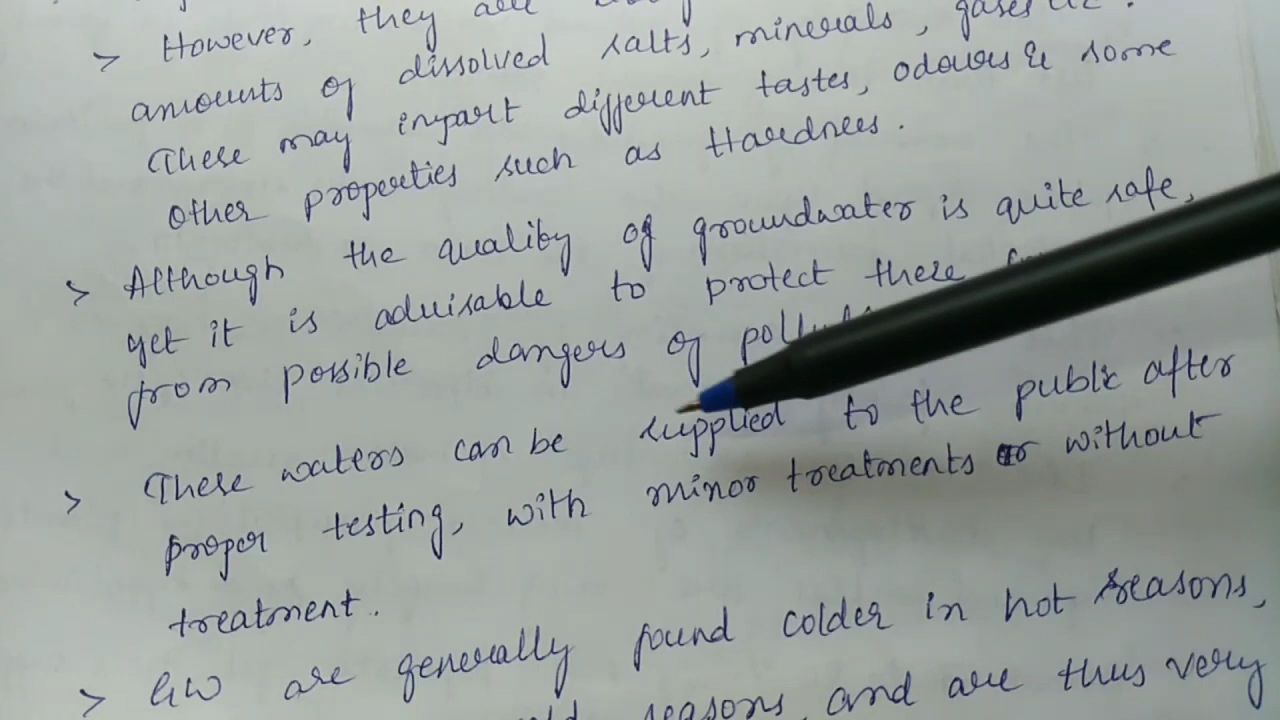 > However, they are
amounts of dissolved salts, minerals, gases etc.
These may impart different tastes, odours & some
other properties such as Hardness.
> Although the quality of groundwater is quite safe,
yet it is advisable to protect these
from possible dangers of
> These waters can be supplied to the public after
proper testing, with minor treatments or without
treatment.
> GW are generally found colder in hot seasons,
seasons, and are thus very